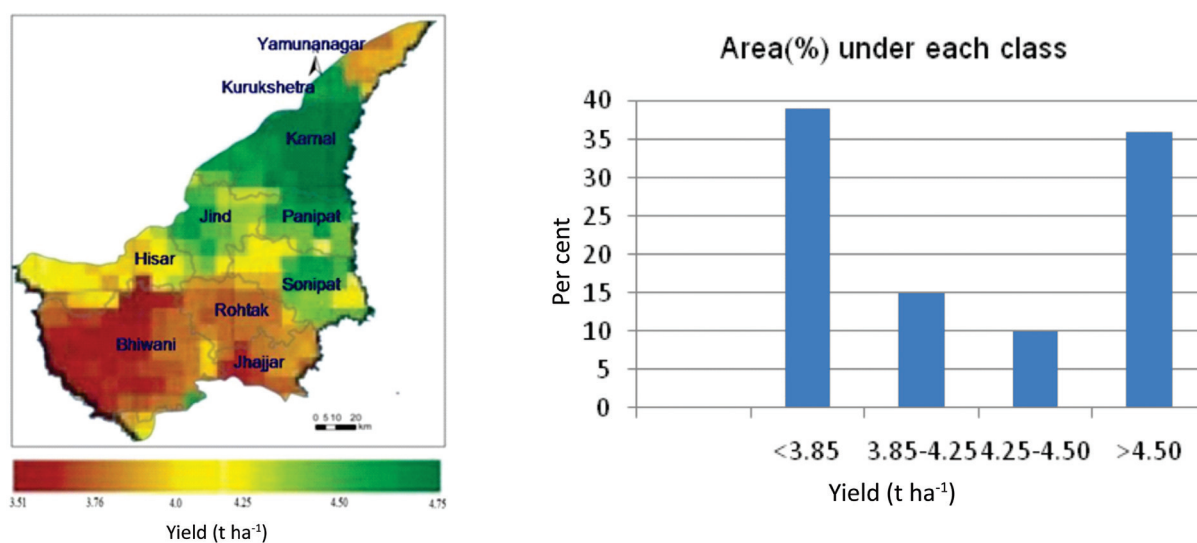 Yamunanagar
Kurukshetra
Karnal
Jind
Panipat
Hisar
Sonipat
Rohtak
Bhiwani
Jhajjar
0 5 10 20
km
3.51 3.76 4.0 4.25 4.50 4.75
Yield (t ha⁻¹)
Area(%) under each class
Per cent
40
35
30
25
20
15
10
5
0
<3.85 3.85-4.25 4.25-4.50 >4.50
Yield (t ha⁻¹)